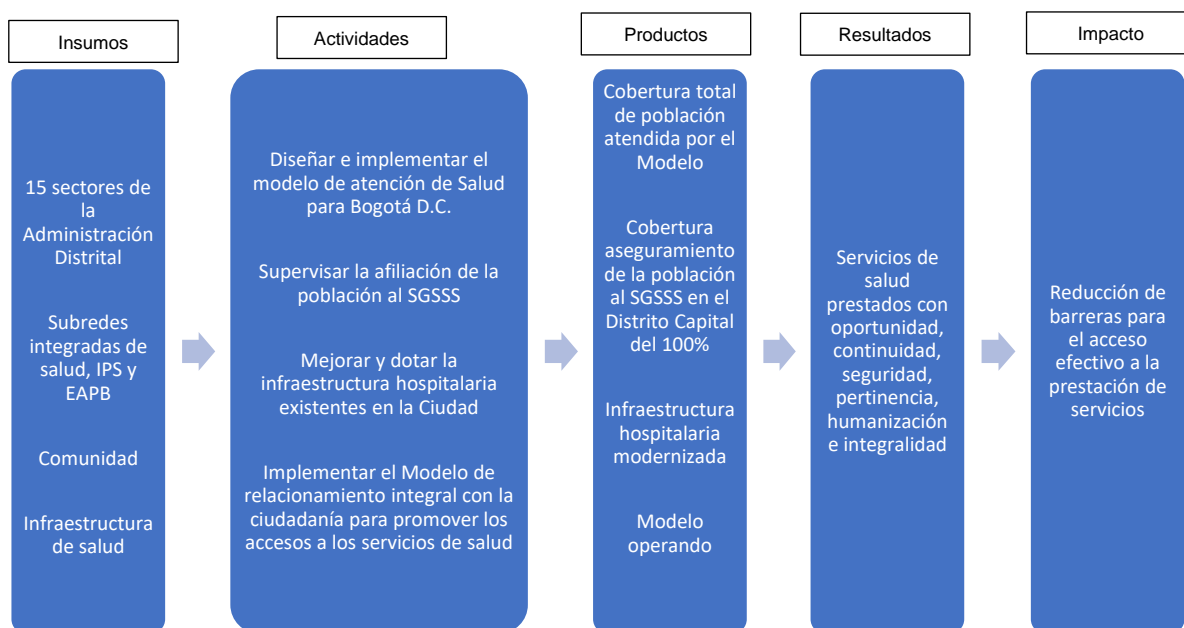 Insumos
Actividades
Productos
Resultados
Impacto
15 sectores de
la
Administración
Distrital
Subredes
integradas de
salud, IPS y
EAPB
Comunidad
Infraestructura
de salud
Diseñar e implementar el
modelo de atención de Salud
para Bogotá D.C.
Supervisar la afiliación de la
población al SGSSS
Mejorar y dotar la
infraestructura hospitalaria
existentes en la Ciudad
Implementar el Modelo de
relacionamiento integral con la
ciudadanía para promover los
accesos a los servicios de salud
Cobertura total
de población
atendida por el
Modelo
Cobertura
aseguramiento
de la población
al SGSSS en el
Distrito Capital
del 100%
Infraestructura
hospitalaria
modernizada
Modelo
operando
Servicios de
salud
prestados con
oportunidad,
continuidad,
seguridad,
pertinencia,
humanización
e integralidad
Reducción de
barreras para
el acceso
efectivo a la
prestación de
servicios